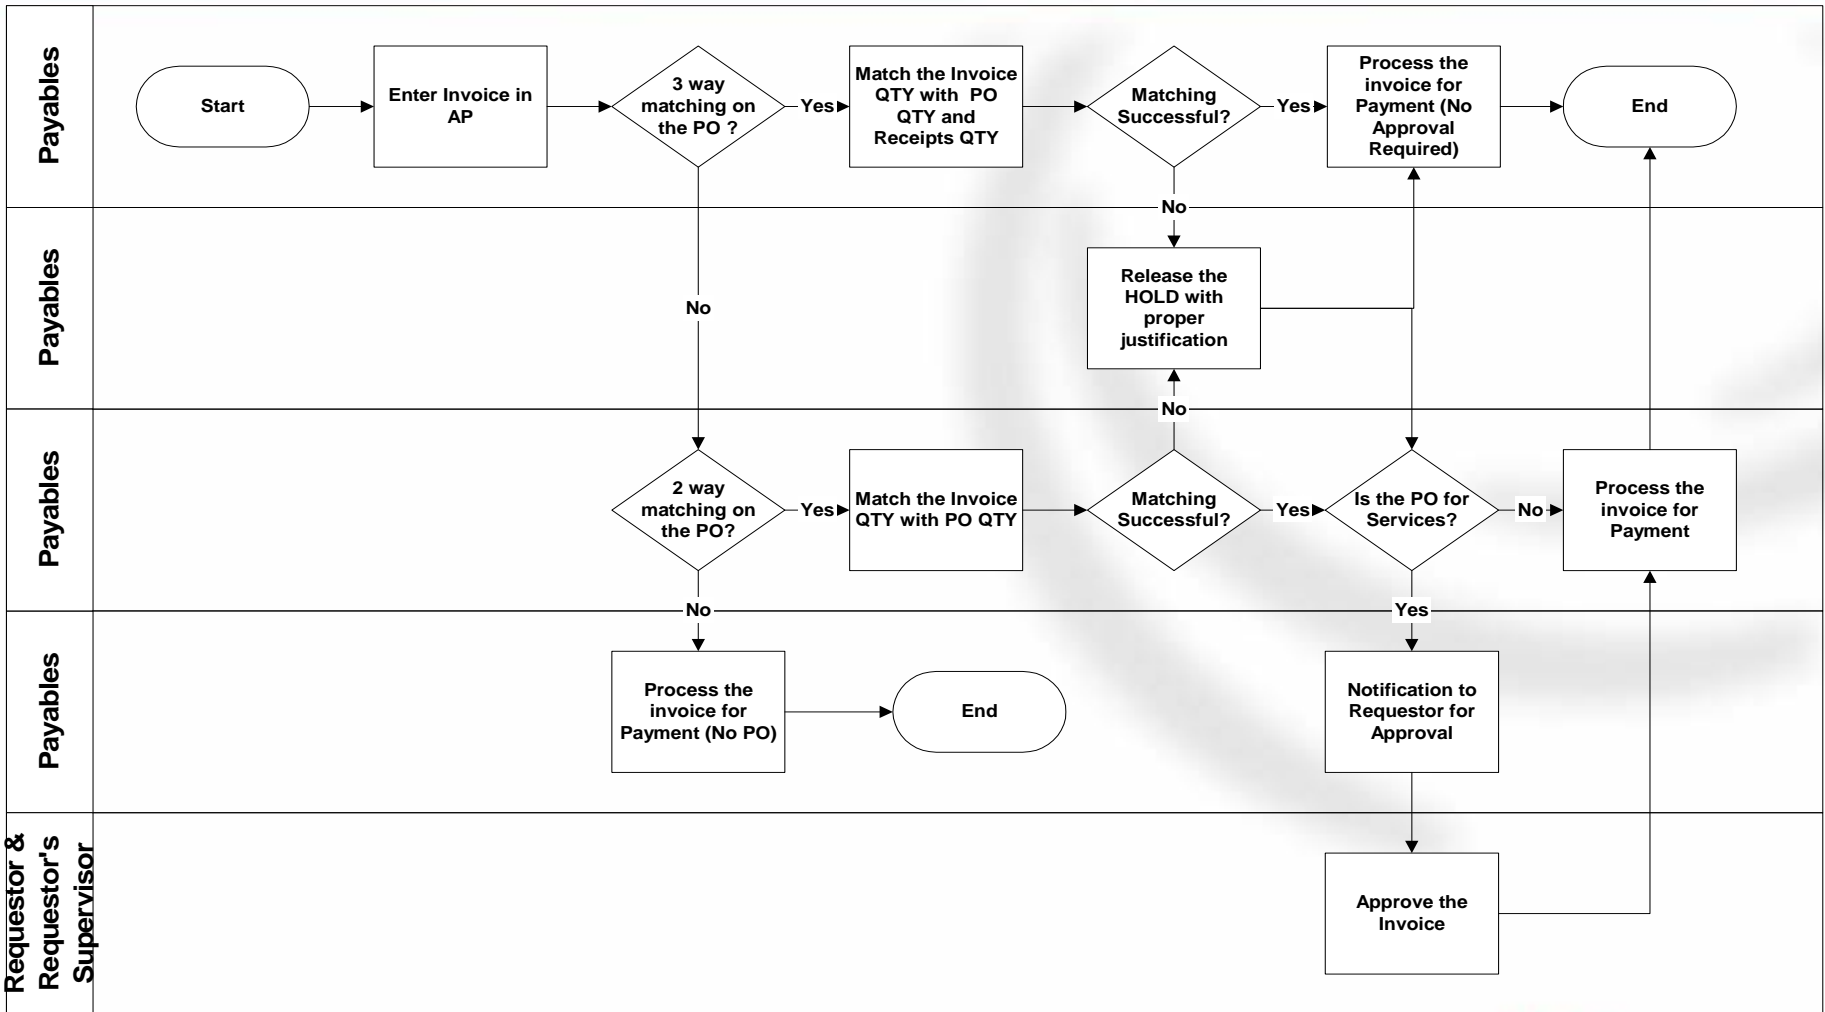 Payables
Start
Enter Invoice in
AP
3 way
matching on
the PO ?
Yes
Match the Invoice
QTY with PO
QTY and
Receipts QTY
Matching
Successful?
Yes
Process the
invoice for
Payment (No
Approval
Required)
End
No
Payables
No
Release the
HOLD with
proper
justification
No
Payables
2 way
matching on
the PO?
Yes
Match the Invoice
QTY with PO QTY
Matching
Successful?
Yes
Is the PO for
Services?
No
Process the
invoice for
Payment
No
Yes
Payables
Process the
invoice for
Payment (No PO)
End
Notification to
Requestor for
Approval
Requestor &
Requestor's
Supervisor
Approve the
Invoice